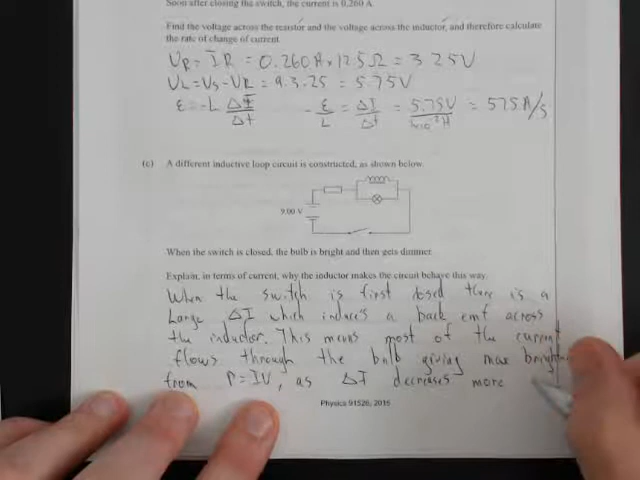 Soon after closing the switch, the current is 0.260 A.
Find the voltage across the resistor and the voltage across the inductor, and therefore calculate
the rate of change of current.
VR = IR = 0.260A x 12.5Ω = 3.25V
VL = VS - VR = 9 - 3.25 = 5.75V
ε = -L ΔI/Δt - ε/L = ΔI/Δt = 5.75V/ = 575A/s
(c) A different inductive loop circuit is constructed, as shown below.
9.00 V
When the switch is closed, the bulb is bright and then gets dimmer.
Explain, in terms of current, why the inductor makes the circuit behave this way.
When the switch is first closed there is a
Large ΔI which induces a back emf across
the inductor. This means most of the current
flows through the bulb giving max
from P=IV, as ΔI decreases more
Physics 91526, 2015